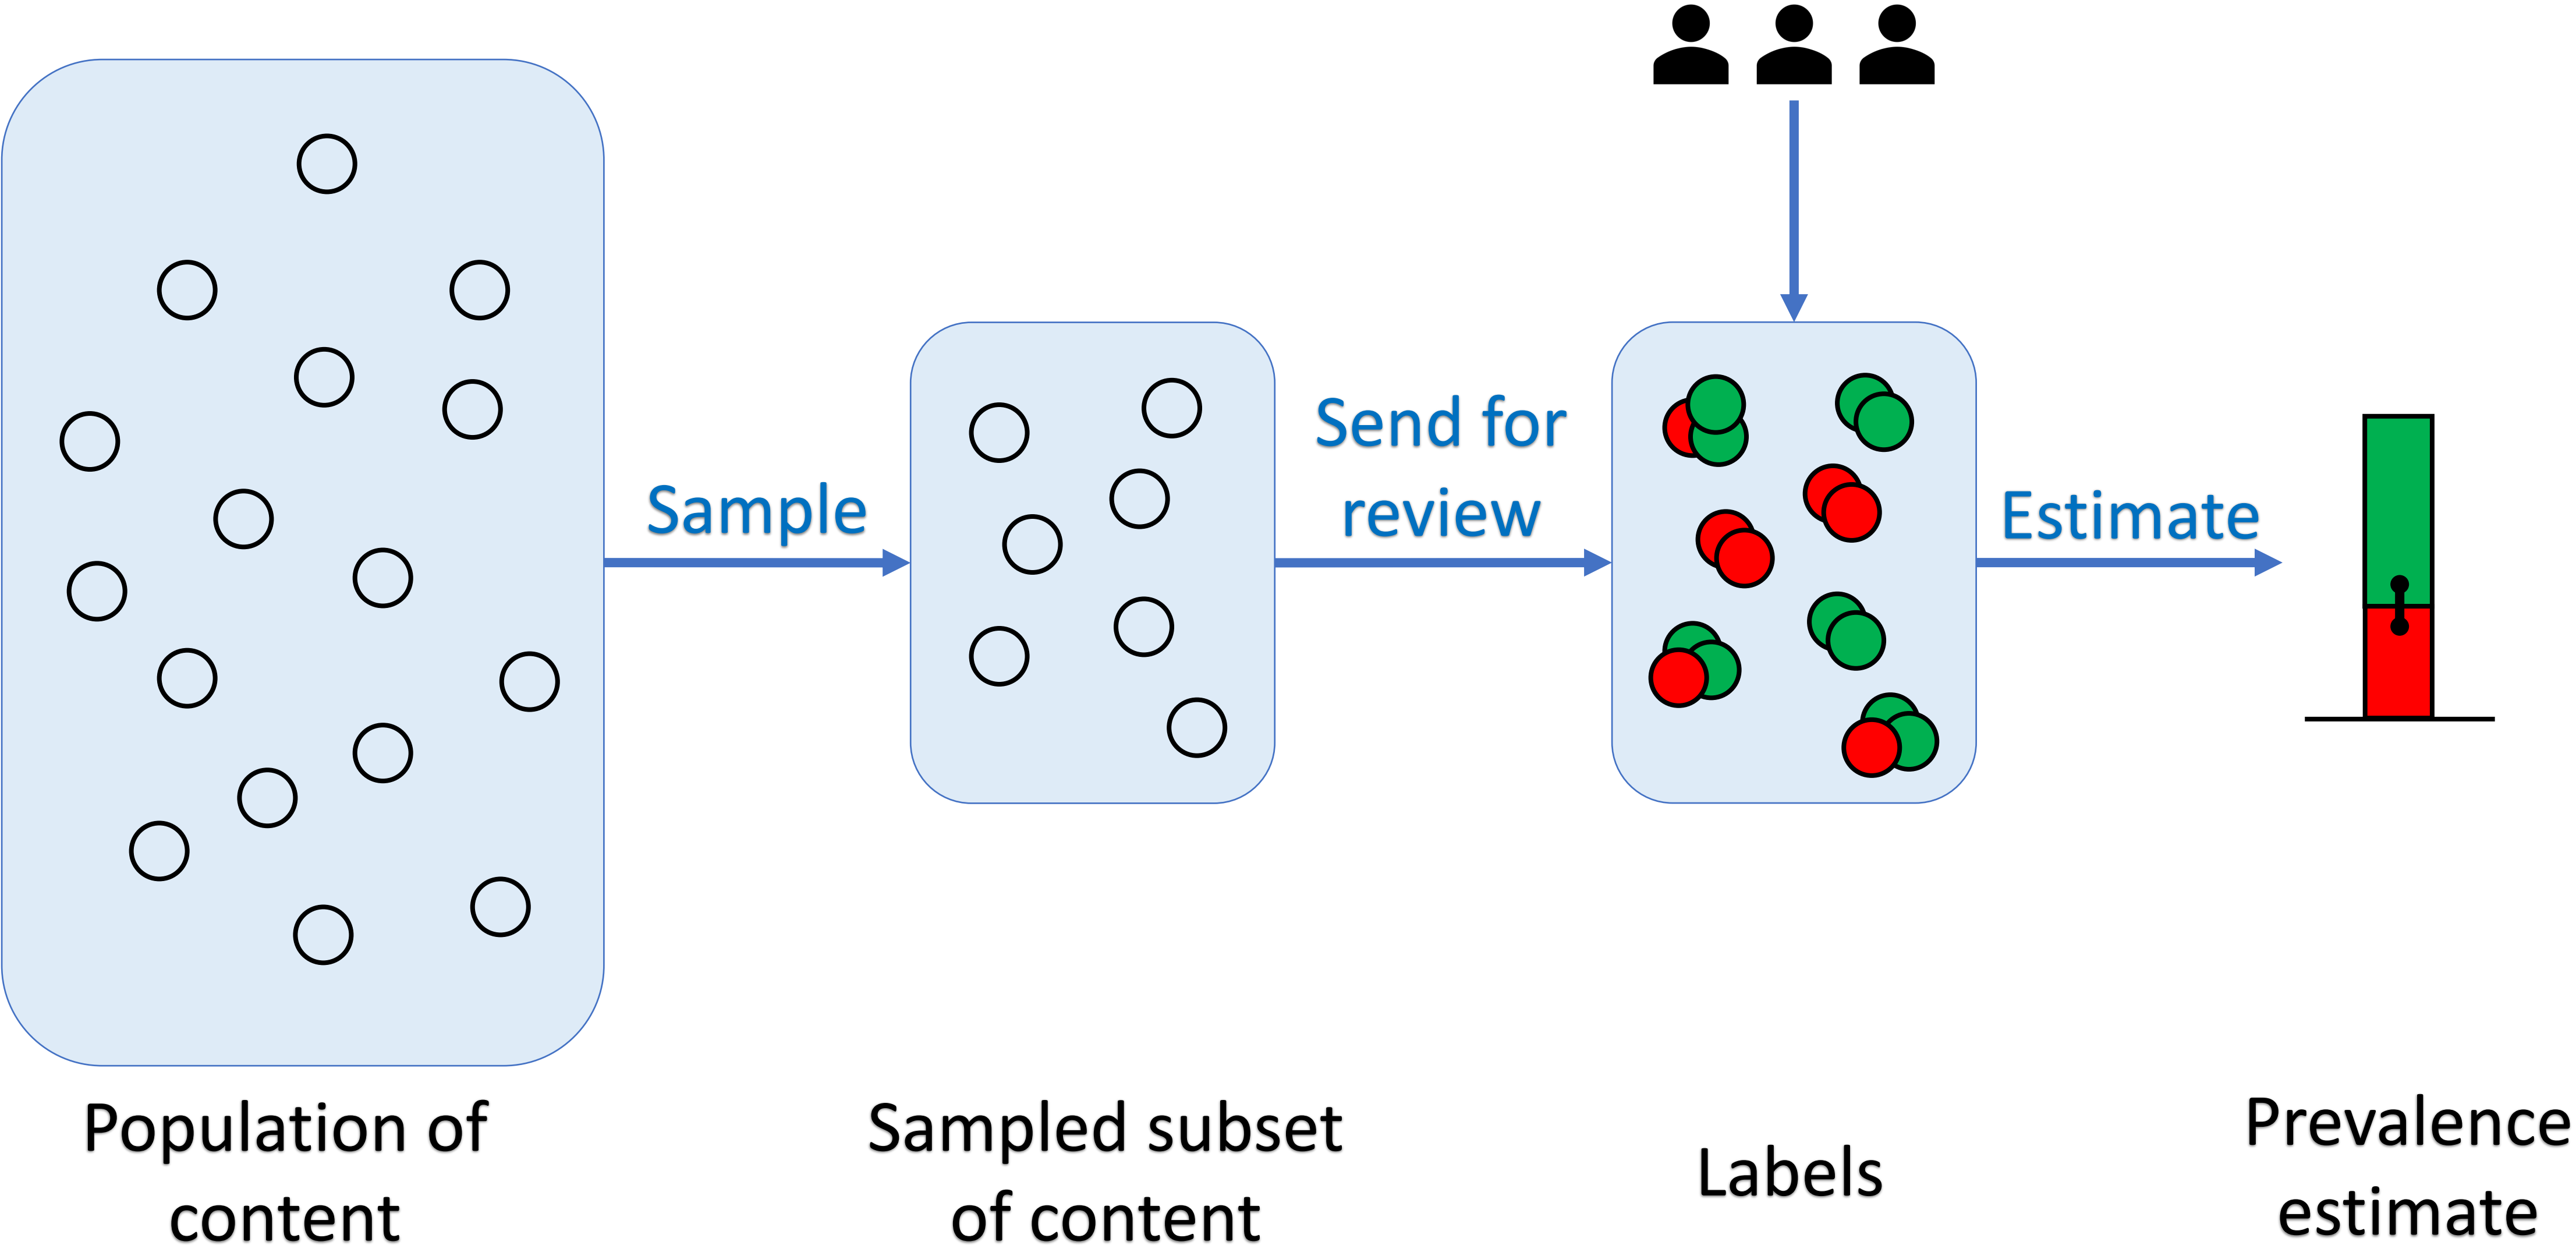 Sample
Send for
review
Estimate
Population of
content
Sampled subset
of content
Labels
Prevalence
estimate